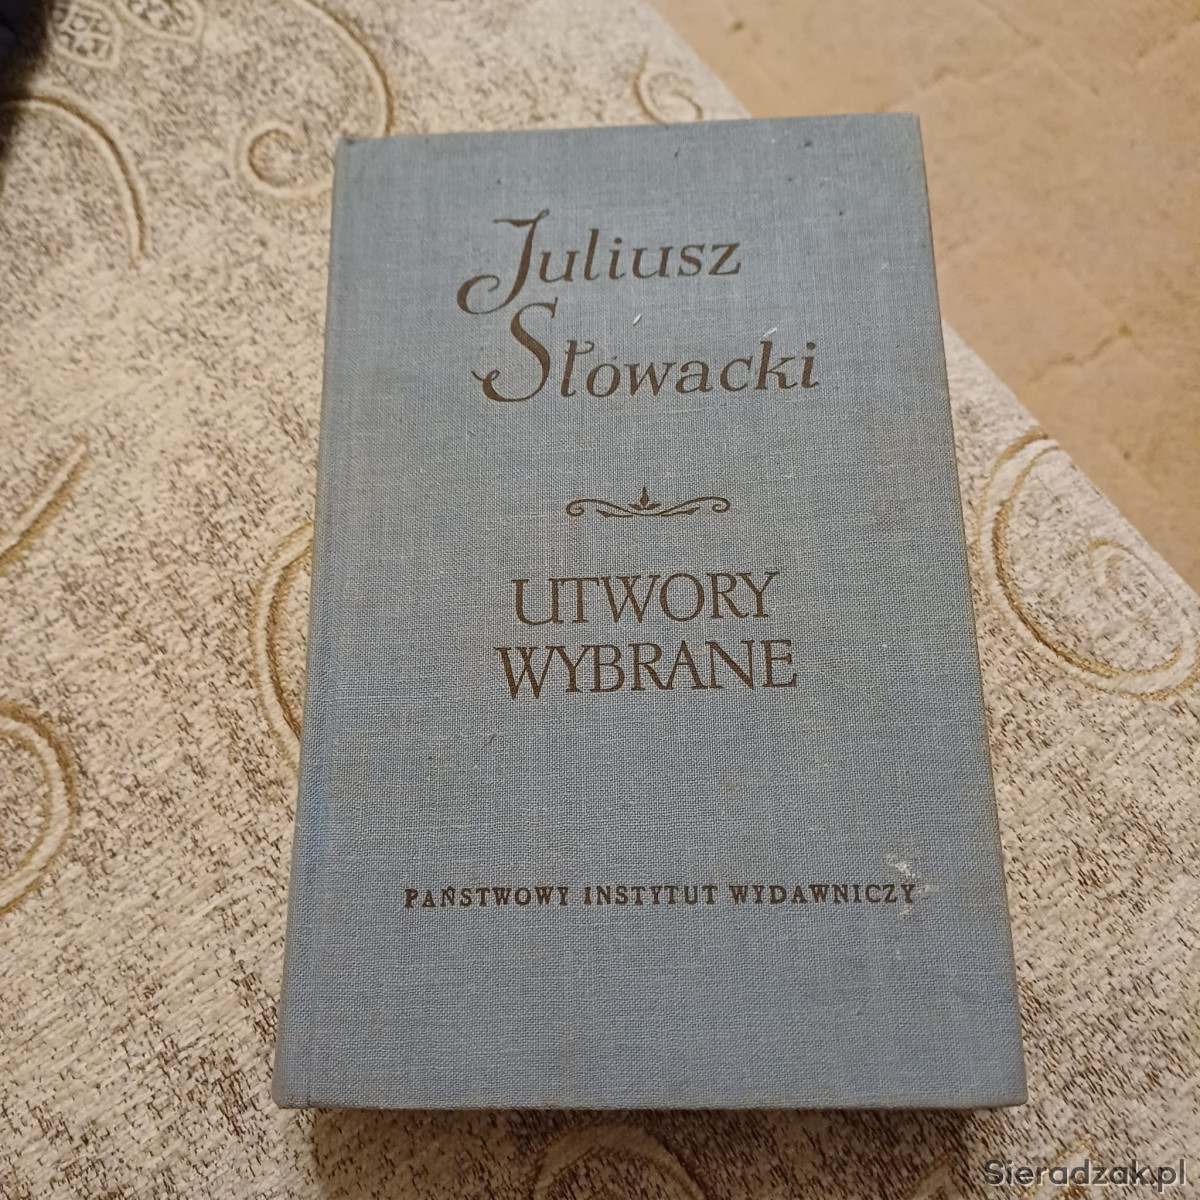 Juliusz
Słowacki
UTWORY
WYBRANE
PAŃSTWOWY INSTYTUT WYDAWNICZY
Sieradzak.pl